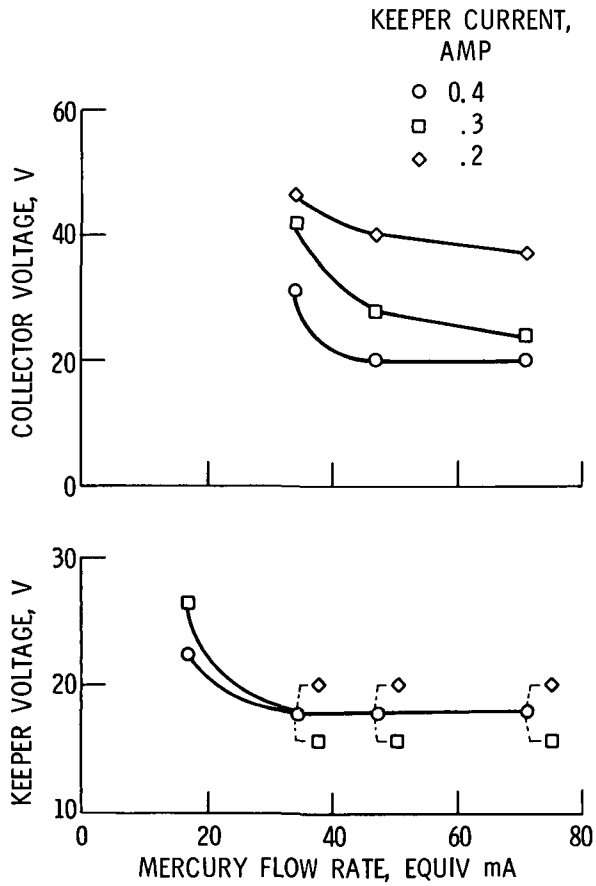 KEEPER CURRENT,
AMP
0.4
.3
.2
60
40
20
0
COLLECTOR VOLTAGE, V
30
20
10
KEEPER VOLTAGE, V
0 20 40 60 80
MERCURY FLOW RATE, EQUIV mA